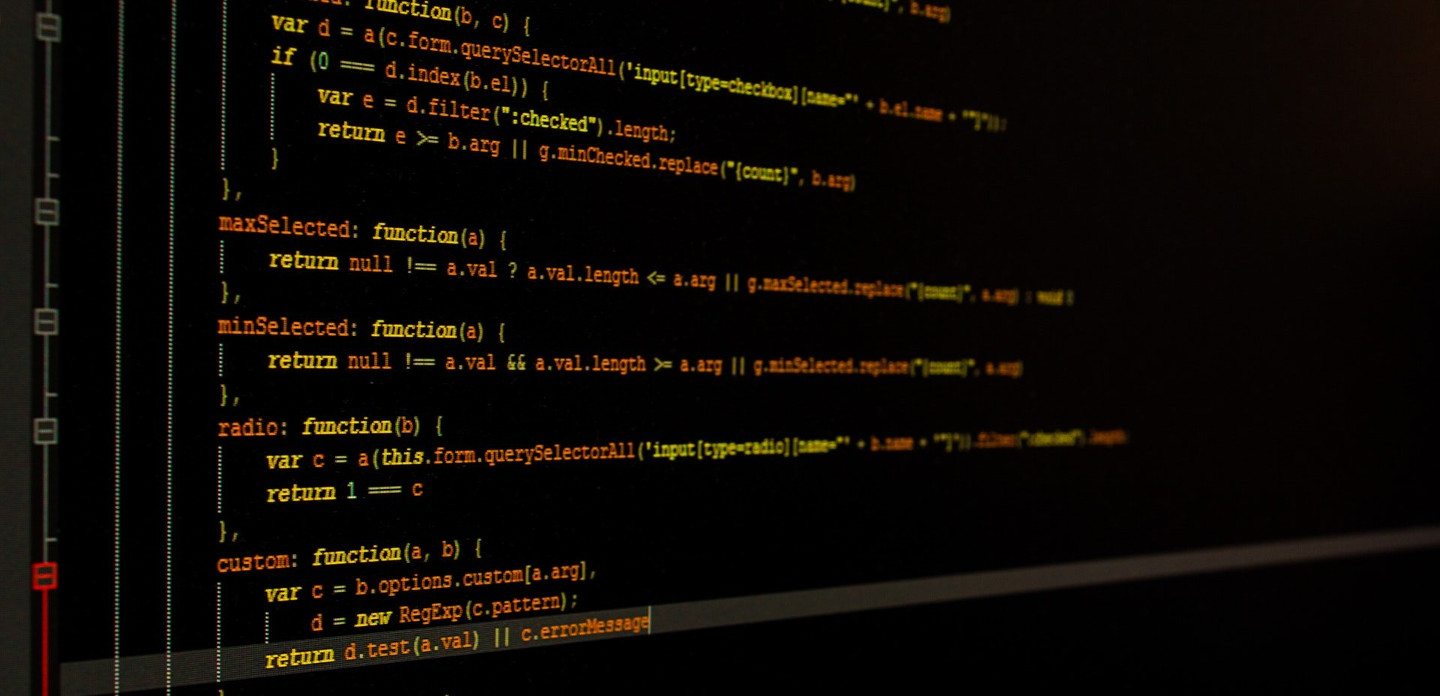 function(b, c) {
var d = a(c.form.querySelectorAll('input[type=checkbox][name="' + b.el.name + '"]'));
if (0 === d.index(b.el)) {
var e = d.filter(":checked").length;
return e >= b.arg || g.minChecked.replace("{count}", b.arg)
}
},
maxSelected: function(a) {
return null !== a.val ? a.val.length <= a.arg || g.maxSelected.replace("{count}", a.arg) : void
},
minSelected: function(a) {
return null !== a.val && a.val.length >= a.arg || g.minSelected.replace("{count}", a.arg)
},
radio: function(b) {
var c = a(this.form.querySelectorAll('input[type=radio][name="' + b.name + '"]')).filter(":checked").length
return 1 === c
},
custom: function(a, b) {
var c = b.options.custom[a.arg],
d = new RegExp(c.pattern);
return d.test(a.val) || c.errorMessage